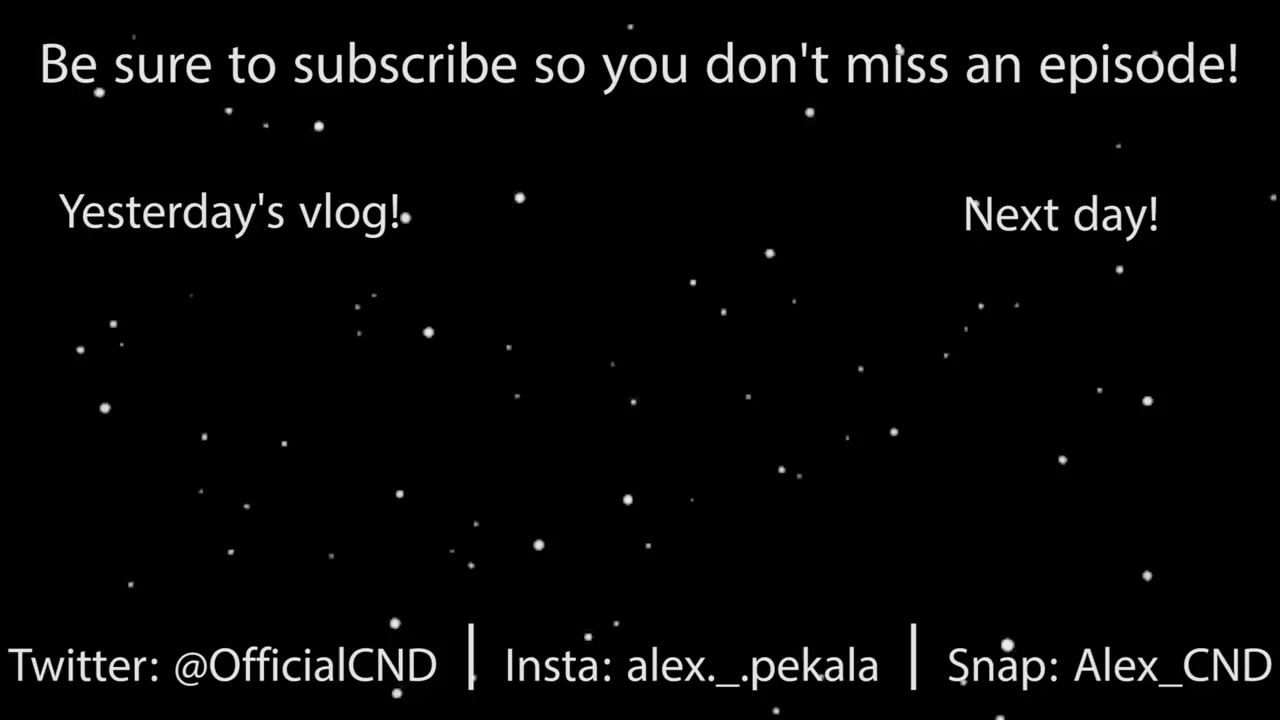 Be sure to subscribe so you don't miss an episode!
Yesterday's vlog! Next day!
Twitter: @OfficialCND | Insta: alex._.pekala | Snap: Alex_CND